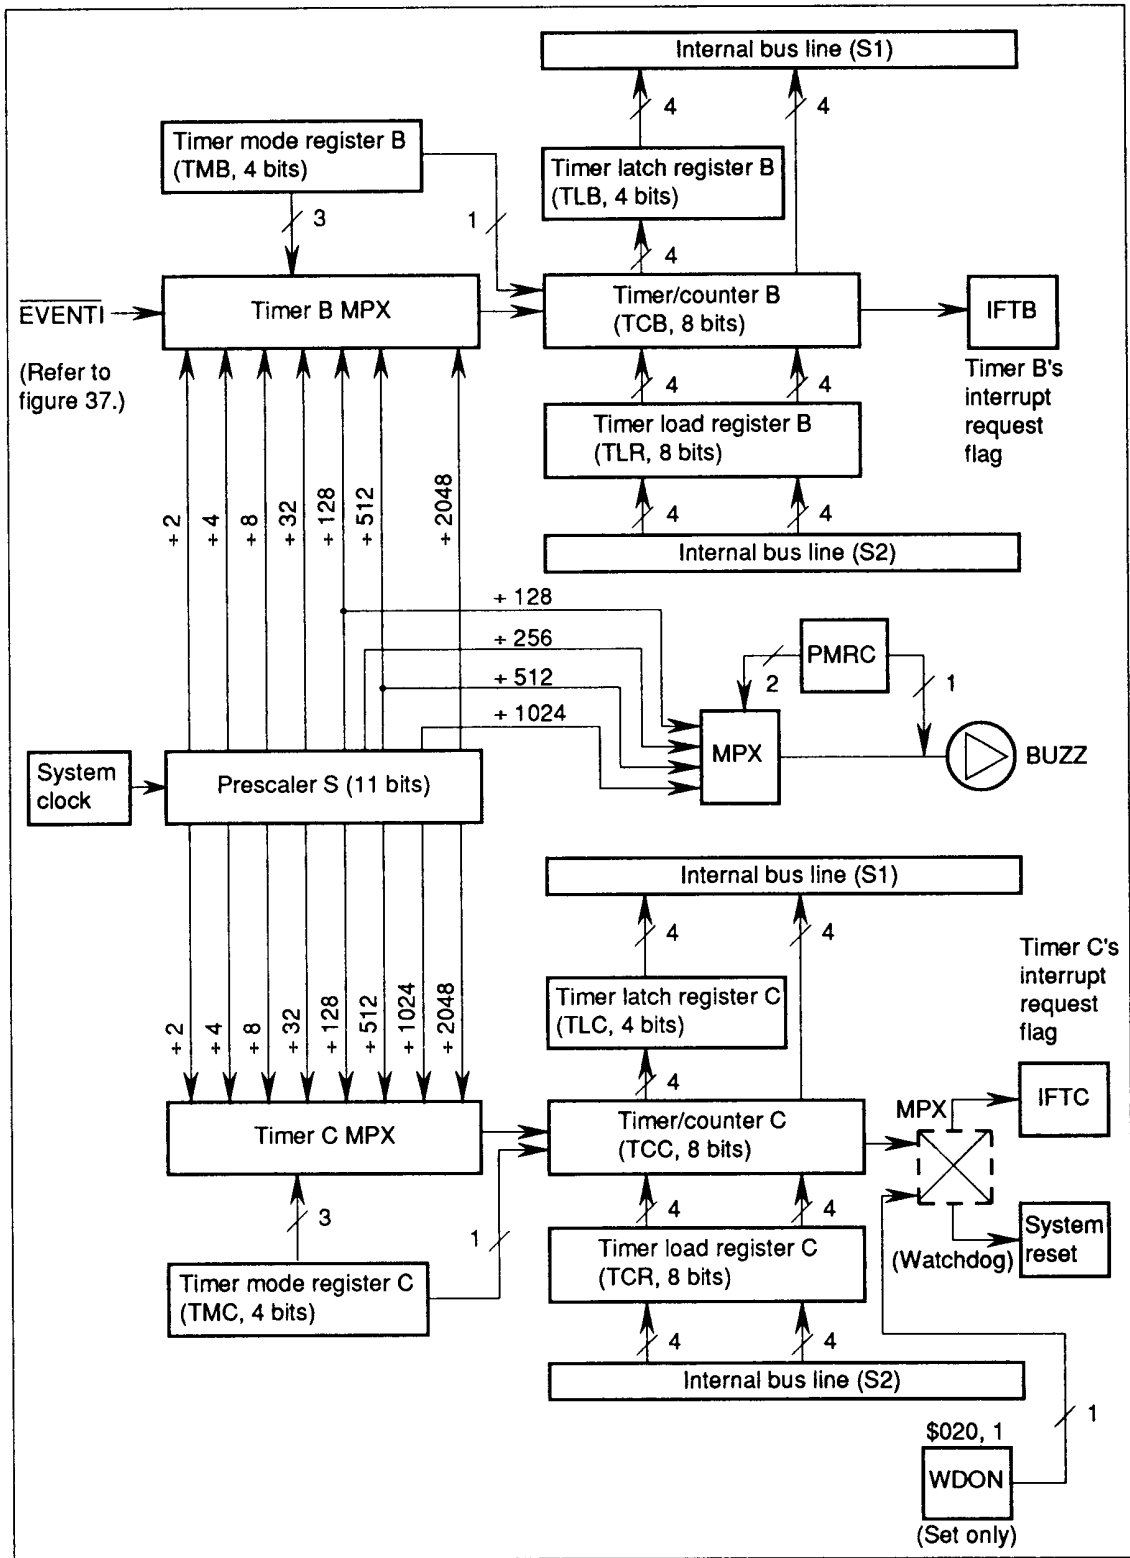 Internal bus line (S1)
4
4
Timer mode register B
(TMB, 4 bits)
Timer latch register B
(TLB, 4 bits)
3
1
4
EVENTI
Timer B MPX
Timer/counter B
(TCB, 8 bits)
IFTB
(Refer to
figure 37.)
Timer B's
interrupt
request
flag
4
4
Timer load register B
(TLR, 8 bits)
÷ 2
÷ 4
÷ 8
÷ 32
÷ 128
÷ 512
÷ 2048
4
4
Internal bus line (S2)
÷ 128
÷ 256
÷ 512
÷ 1024
PMRC
2
1
MPX
BUZZ
System
clock
Prescaler S (11 bits)
Internal bus line (S1)
4
4
Timer C's
interrupt
request
flag
Timer latch register C
(TLC, 4 bits)
÷ 2
÷ 4
÷ 8
÷ 32
÷ 128
÷ 512
÷ 1024
÷ 2048
4
IFTC
MPX
Timer C MPX
Timer/counter C
(TCC, 8 bits)
3
1
4
4
Timer load register C
(TCR, 8 bits)
(Watchdog)
System
reset
Timer mode register C
(TMC, 4 bits)
4
4
Internal bus line (S2)
1
$020, 1
WDON
(Set only)